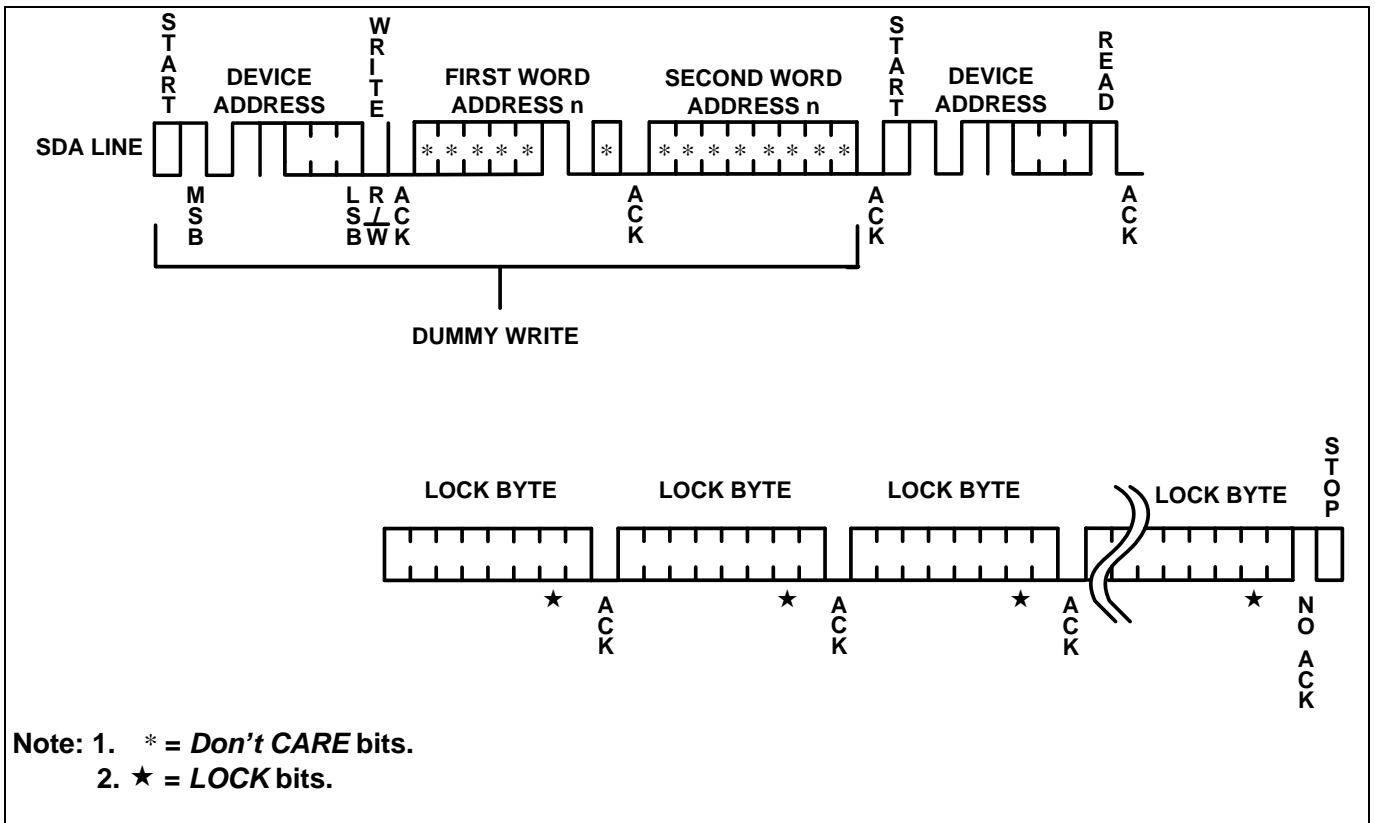 START
WRITE
START
READ
DEVICE
ADDRESS
FIRST WORD
ADDRESS n
SECOND WORD
ADDRESS n
DEVICE
ADDRESS
SDA LINE
* * * * *
*
* * * * * * * *
MSB
LSB
R/W
ACK
ACK
ACK
ACK
DUMMY WRITE
STOP
LOCK BYTE
LOCK BYTE
LOCK BYTE
LOCK BYTE
★ ★ ★ ★
ACK
ACK
ACK
NO ACK
Note: 1. * = Don't CARE bits.
2. ★ = LOCK bits.